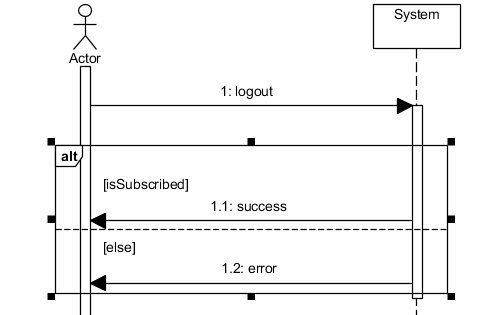 System
Actor
1: logout
alt
[isSubscribed]
1.1: success
[else]
1.2: error